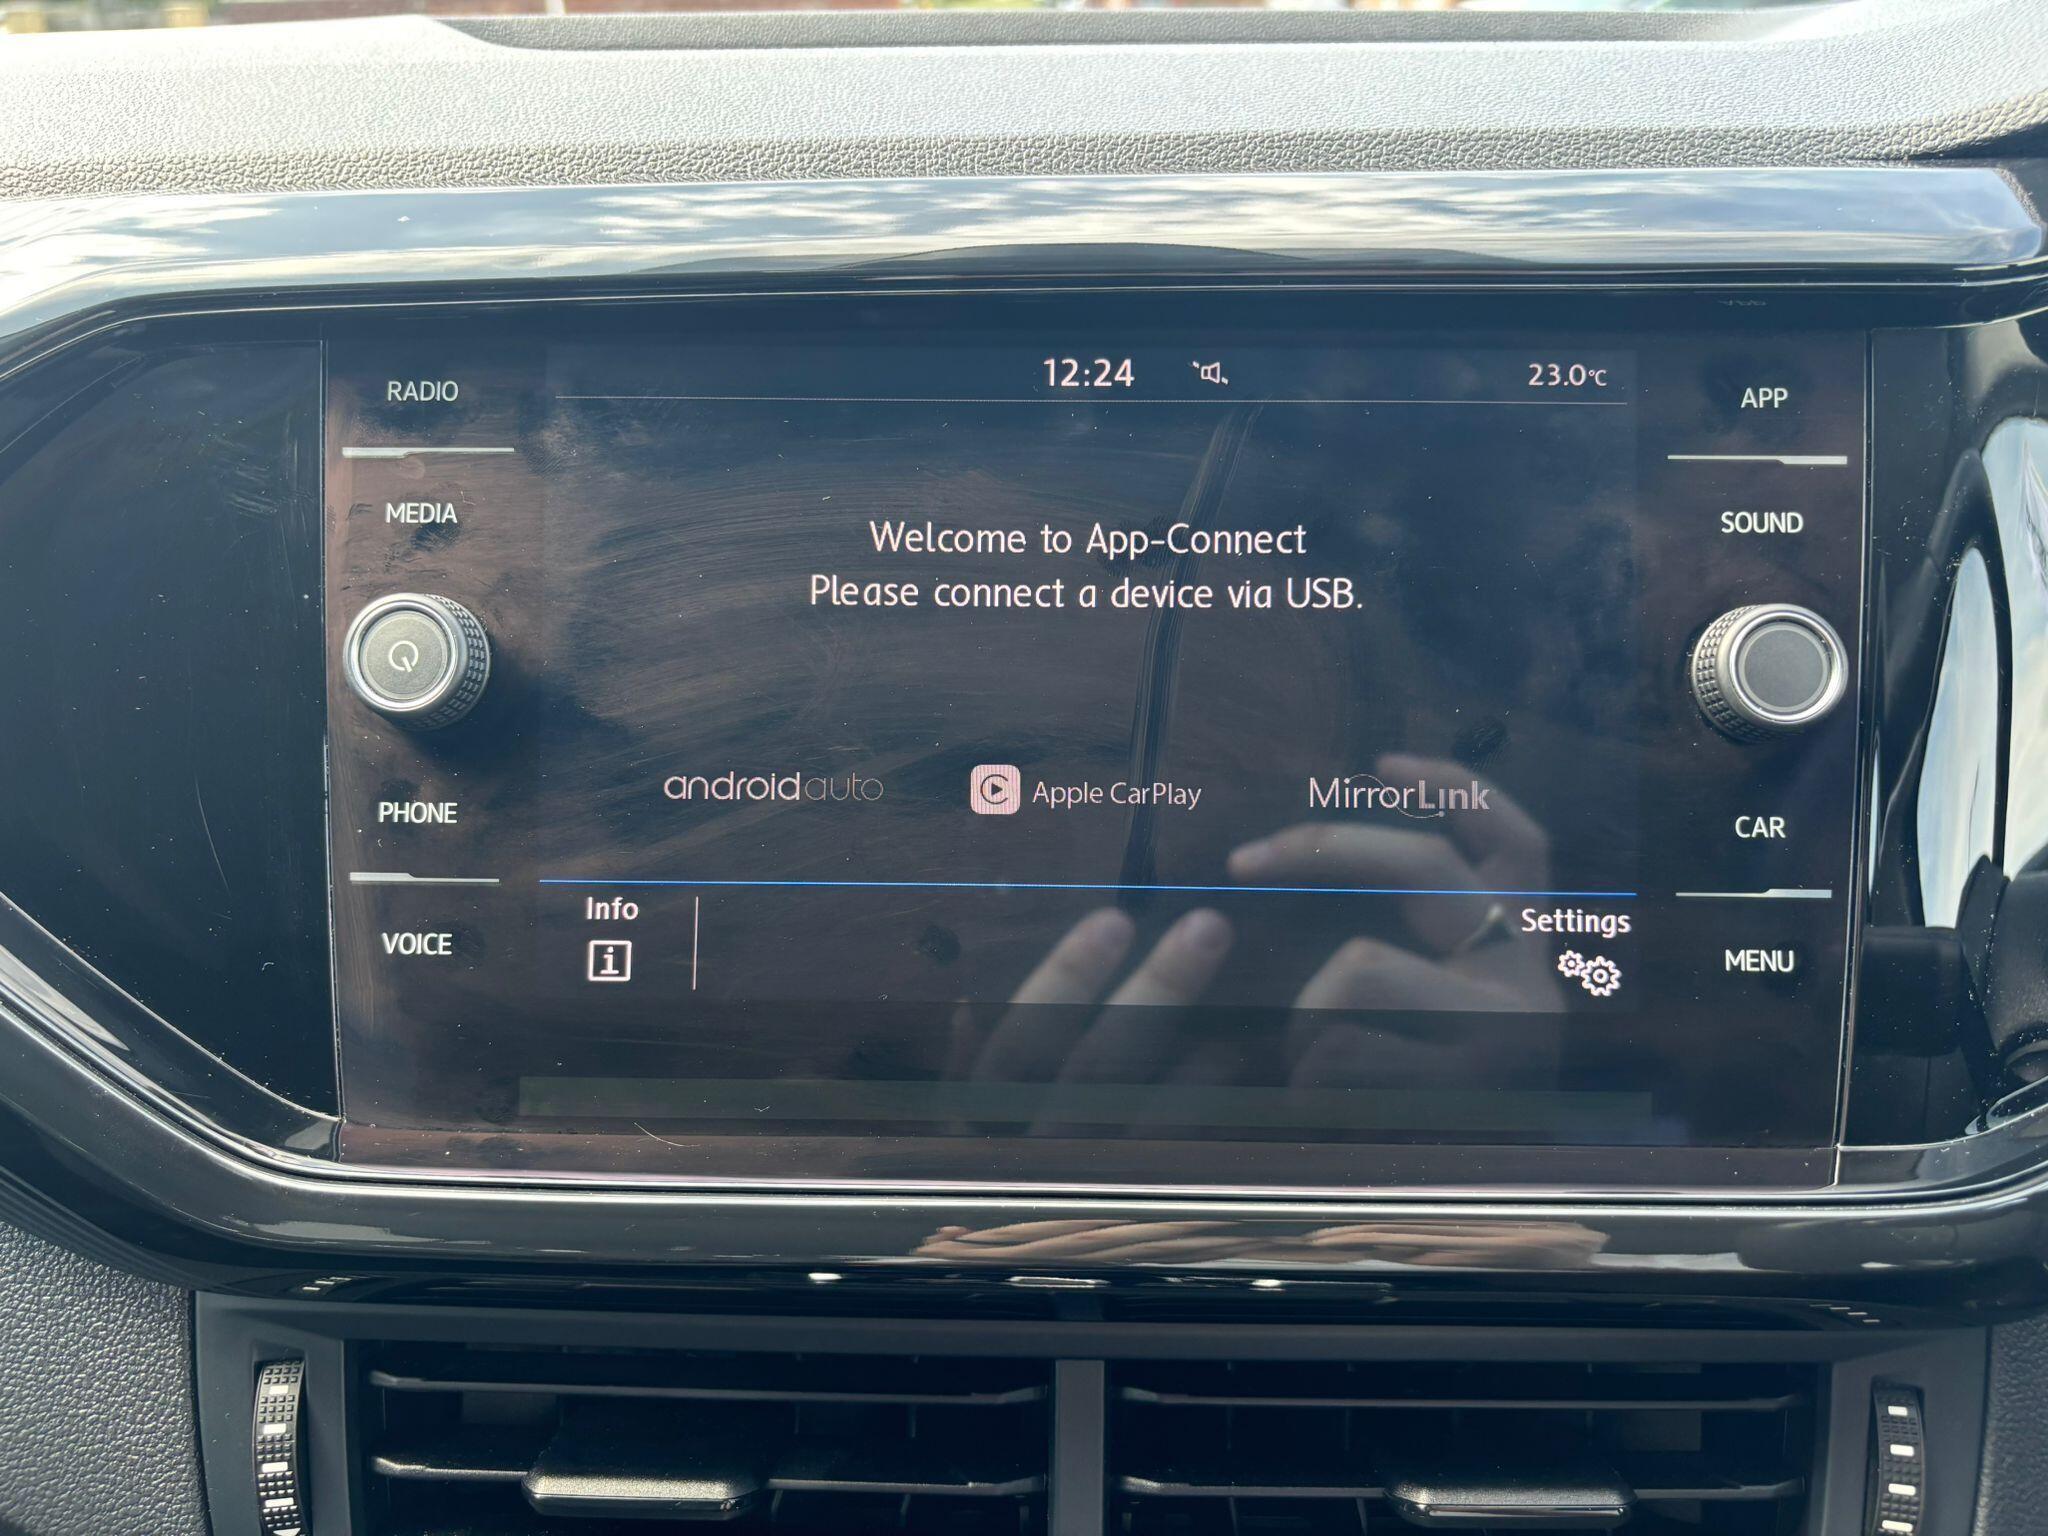 12:24
23.0°C
RADIO
MEDIA
PHONE
VOICE
Welcome to App-Connect
Please connect a device via USB.
androidauto
Apple CarPlay
MirrorLink
Info
Settings
APP
SOUND
CAR
MENU